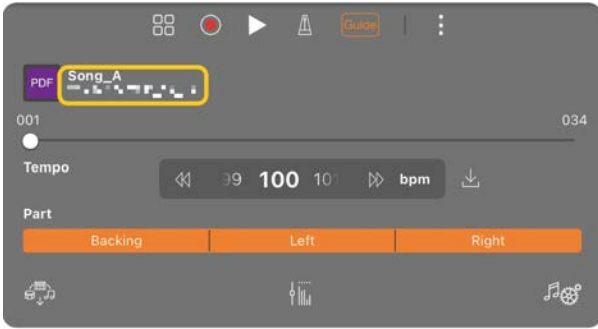 Guide
PDF
Song_A
001
034
Tempo
99 100 101 bpm
Part
Backing Left Right